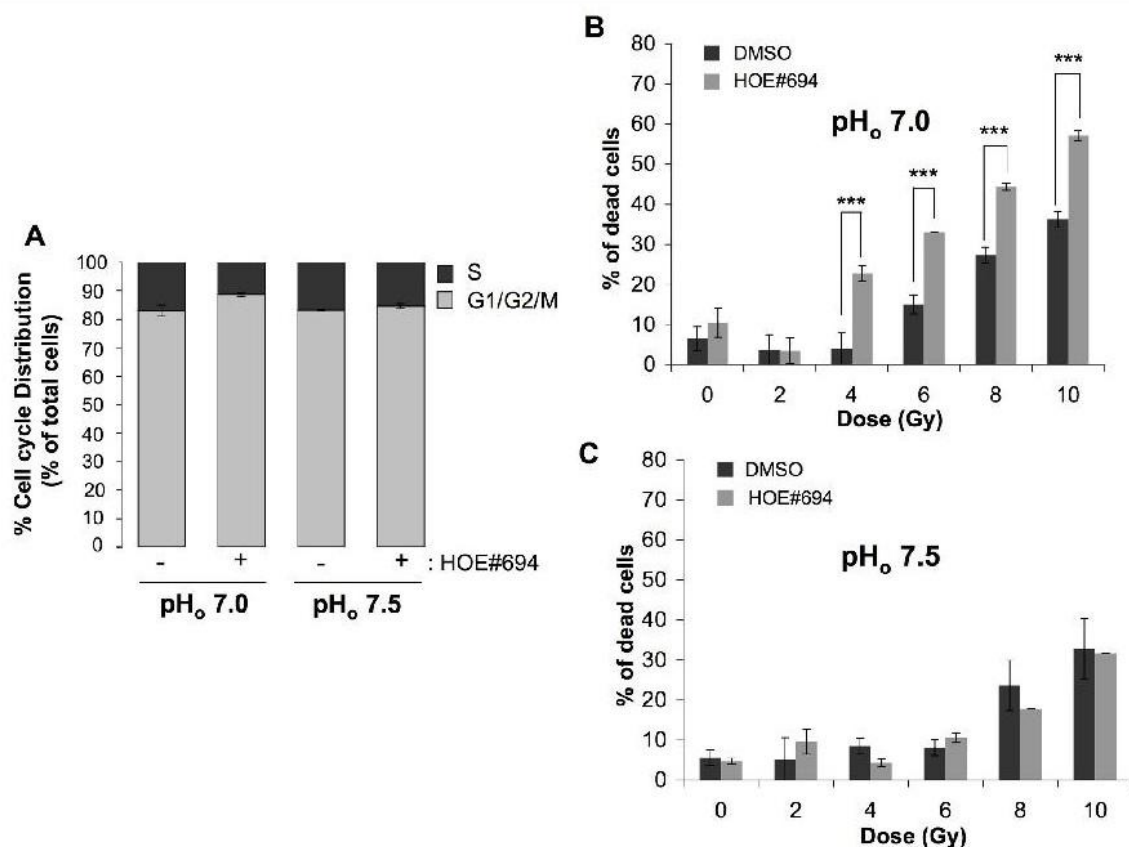 A
% Cell cycle Distribution
(% of total cells)
100
90
80
70
60
50
40
30
20
10
0
S
G1/G2/M
- + - + : HOE#694
pHₒ 7.0 pHₒ 7.5
B
% of dead cells
80
70
60
50
40
30
20
10
0
DMSO
HOE#694
pHₒ 7.0
***
***
***
***
0 2 4 6 8 10
Dose (Gy)
C
% of dead cells
80
70
60
50
40
30
20
10
0
DMSO
HOE#694
pHₒ 7.5
0 2 4 6 8 10
Dose (Gy)